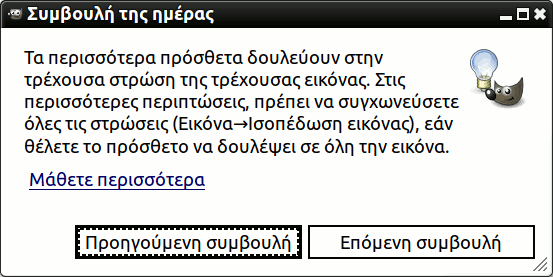 Συμβουλή της ημέρας
Τα περισσότερα πρόσθετα δουλεύουν στην
τρέχουσα στρώση της τρέχουσας εικόνας. Στις
περισσότερες περιπτώσεις, πρέπει να συγχωνεύσετε
όλες τις στρώσεις (Εικόνα→Ισοπέδωση εικόνας), εάν
θέλετε το πρόσθετο να δουλέψει σε όλη την εικόνα.
Μάθετε περισσότερα
Προηγούμενη συμβουλή
Επόμενη συμβουλή